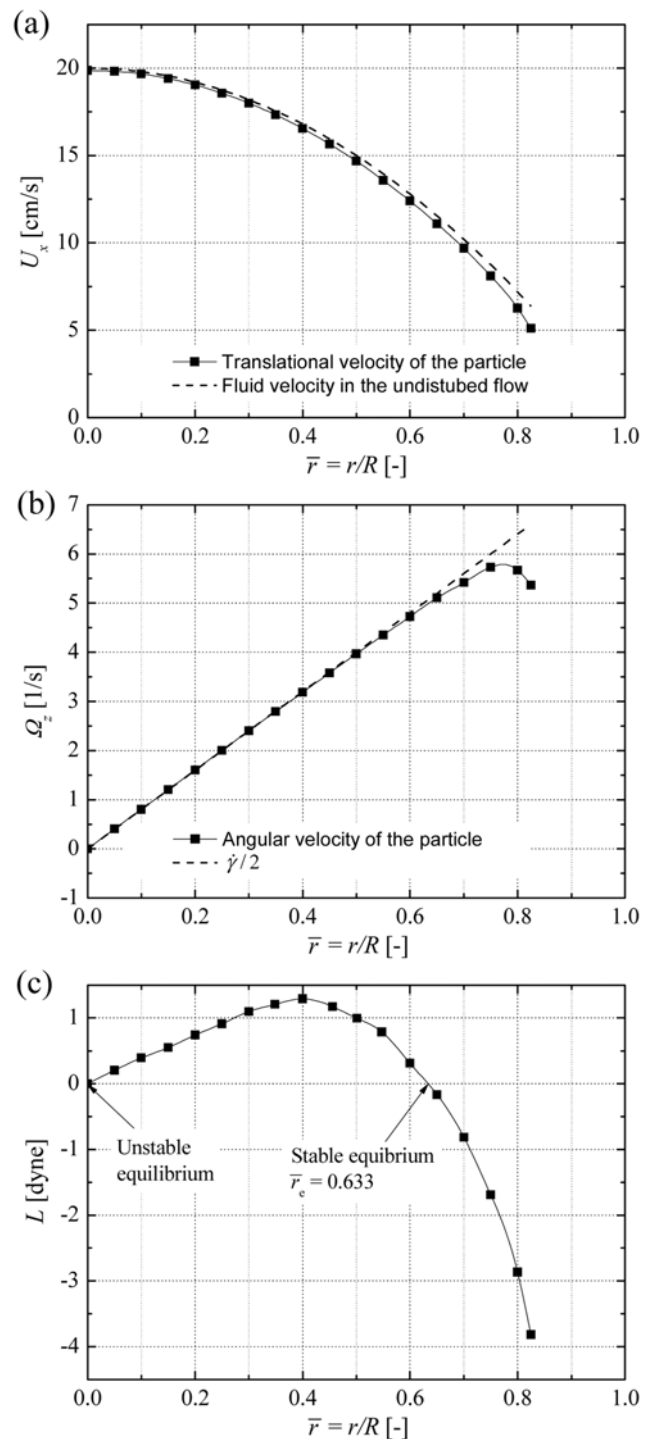 (a)
20
15
10
5
0
U_x [cm/s]
Translational velocity of the particle
Fluid velocity in the undistubed flow
0.0 0.2 0.4 0.6 0.8 1.0
r̅ = r/R [-]
(b)
7
6
5
4
3
2
1
0
-1
Ω_z [1/s]
Angular velocity of the particle
γ̇/2
0.0 0.2 0.4 0.6 0.8 1.0
r̅ = r/R [-]
(c)
1
0
-1
-2
-3
-4
L [dyne]
Unstable
equilibrium
Stable equibrium
r̅_e = 0.633
0.0 0.2 0.4 0.6 0.8 1.0
r̅ = r/R [-]